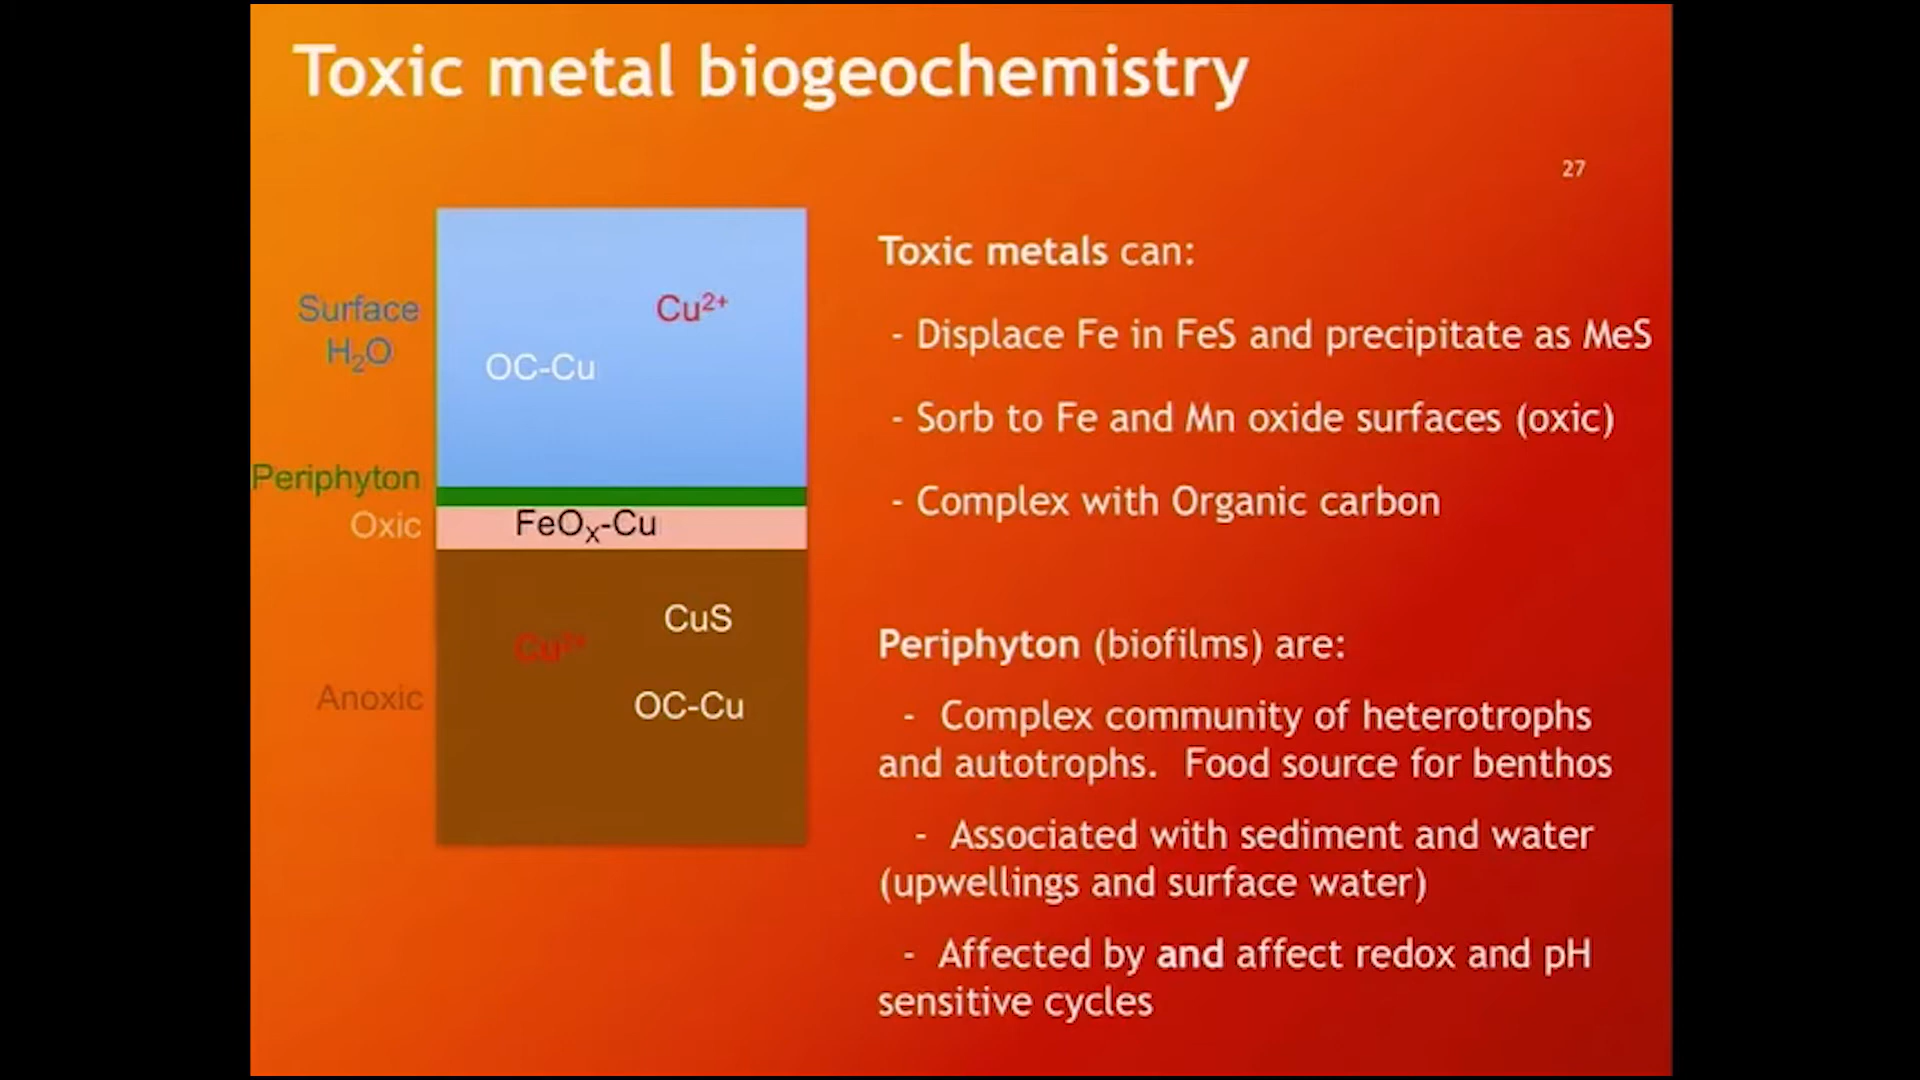 Toxic metal biogeochemistry
27
Surface
H₂O
Periphyton
Oxic
Anoxic
Cu²⁺
OC-Cu
FeOₓ-Cu
CuS
Cu²⁺
OC-Cu
Toxic metals can:
- Displace Fe in FeS and precipitate as MeS
- Sorb to Fe and Mn oxide surfaces (oxic)
- Complex with Organic carbon
Periphyton (biofilms) are:
- Complex community of heterotrophs
and autotrophs. Food source for benthos
- Associated with sediment and water
(upwellings and surface water)
- Affected by and affect redox and pH
sensitive cycles